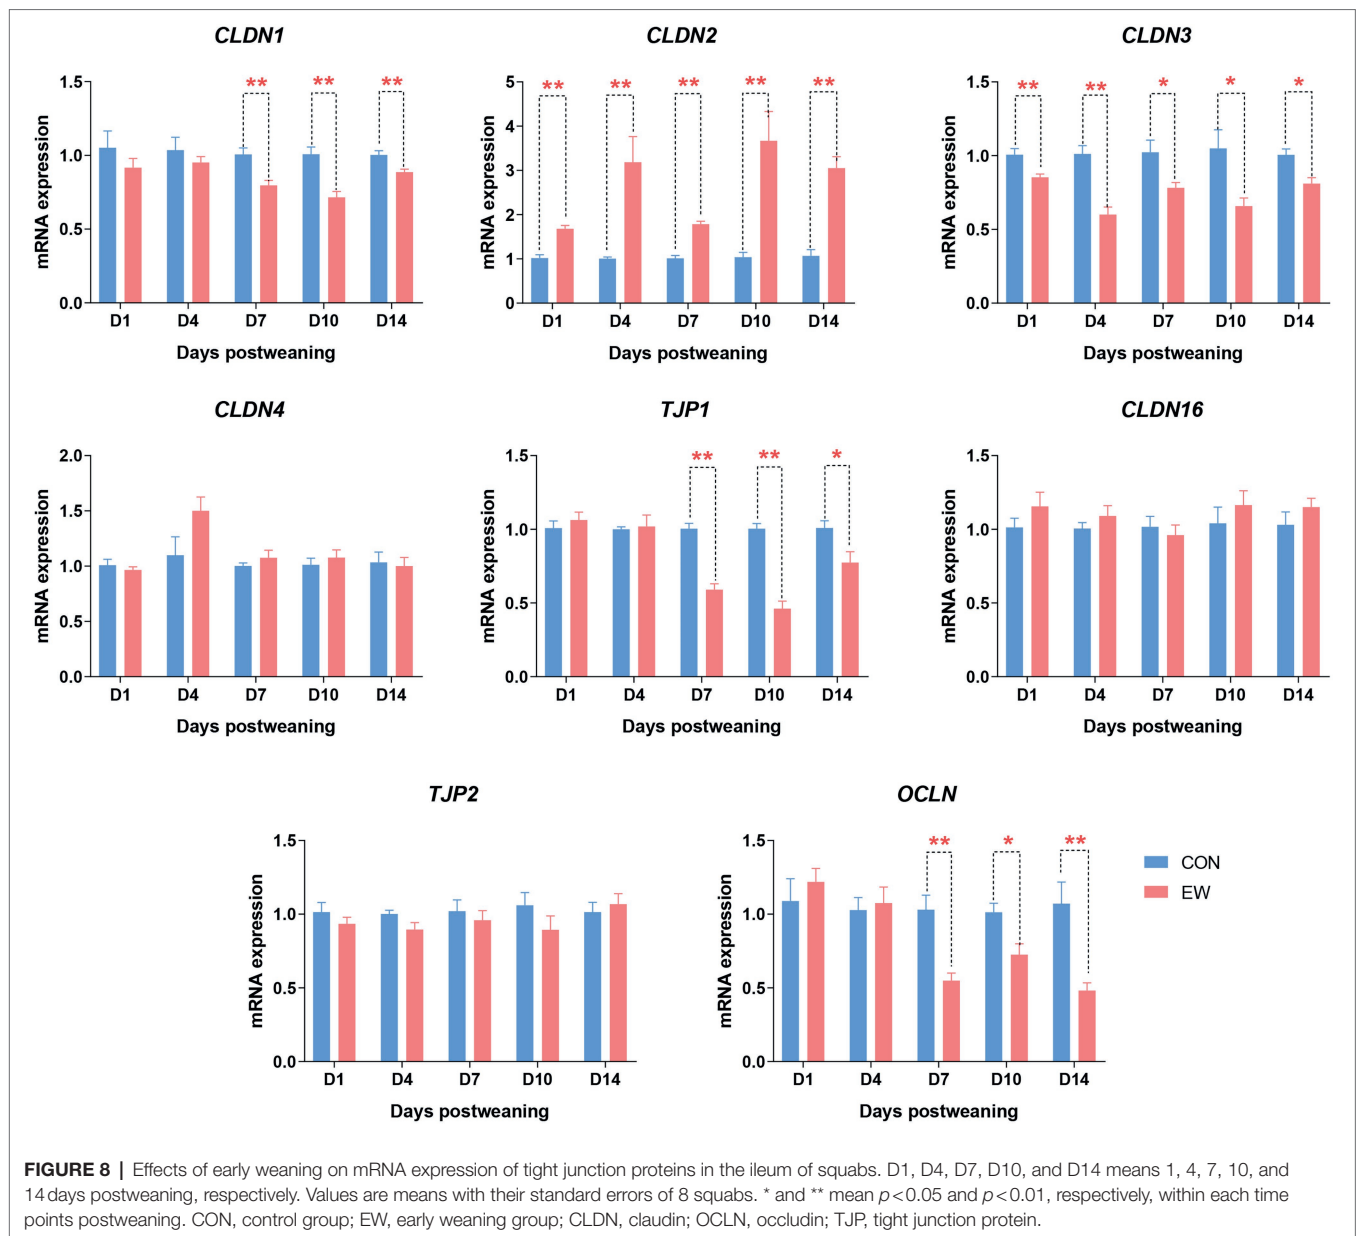 CLDN1
CLDN2
CLDN3
mRNA expression
1.5
1.0
0.5
0.0
** ** **
D1 D4 D7 D10 D14
Days postweaning
mRNA expression
5
4
3
2
1
0
** ** ** ** **
D1 D4 D7 D10 D14
Days postweaning
mRNA expression
1.5
1.0
0.5
0.0
** ** * * *
D1 D4 D7 D10 D14
Days postweaning
CLDN4
TJP1
CLDN16
mRNA expression
2.0
1.5
1.0
0.5
0.0
D1 D4 D7 D10 D14
Days postweaning
mRNA expression
1.5
1.0
0.5
0.0
** ** *
D1 D4 D7 D10 D14
Days postweaning
mRNA expression
1.5
1.0
0.5
0.0
D1 D4 D7 D10 D14
Days postweaning
TJP2
OCLN
mRNA expression
1.5
1.0
0.5
0.0
D1 D4 D7 D10 D14
Days postweaning
mRNA expression
1.5
1.0
0.5
0.0
** * **
D1 D4 D7 D10 D14
Days postweaning
CON
EW
FIGURE 8 | Effects of early weaning on mRNA expression of tight junction proteins in the ileum of squabs. D1, D4, D7, D10, and D14 means 1, 4, 7, 10, and
14 days postweaning, respectively. Values are means with their standard errors of 8 squabs. * and ** mean p < 0.05 and p < 0.01, respectively, within each time
points postweaning. CON, control group; EW, early weaning group; CLDN, claudin; OCLN, occludin; TJP, tight junction protein.